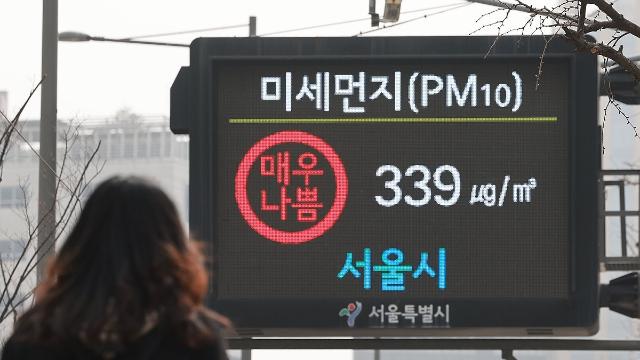 미세먼지(PM10)
매우
나쁨
339 ㎍/㎥
서울시
서울특별시